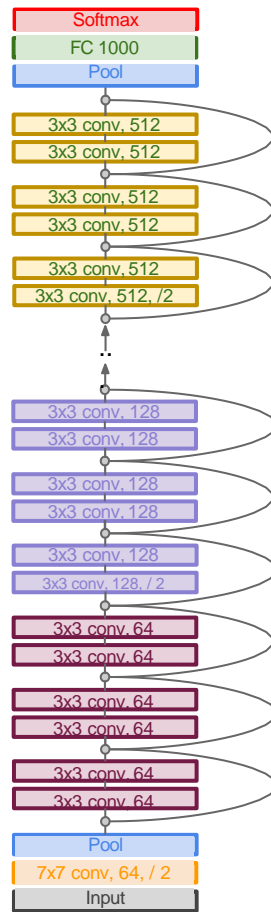 Softmax
FC 1000
Pool
3x3 conv, 512
3x3 conv, 512
3x3 conv, 512
3x3 conv, 512
3x3 conv, 512
3x3 conv, 512, /2
..
.
3x3 conv, 128
3x3 conv, 128
3x3 conv, 128
3x3 conv, 128
3x3 conv, 128
3x3 conv, 128, / 2
3x3 conv, 64
3x3 conv, 64
3x3 conv, 64
3x3 conv, 64
3x3 conv, 64
3x3 conv, 64
Pool
7x7 conv, 64, / 2
Input